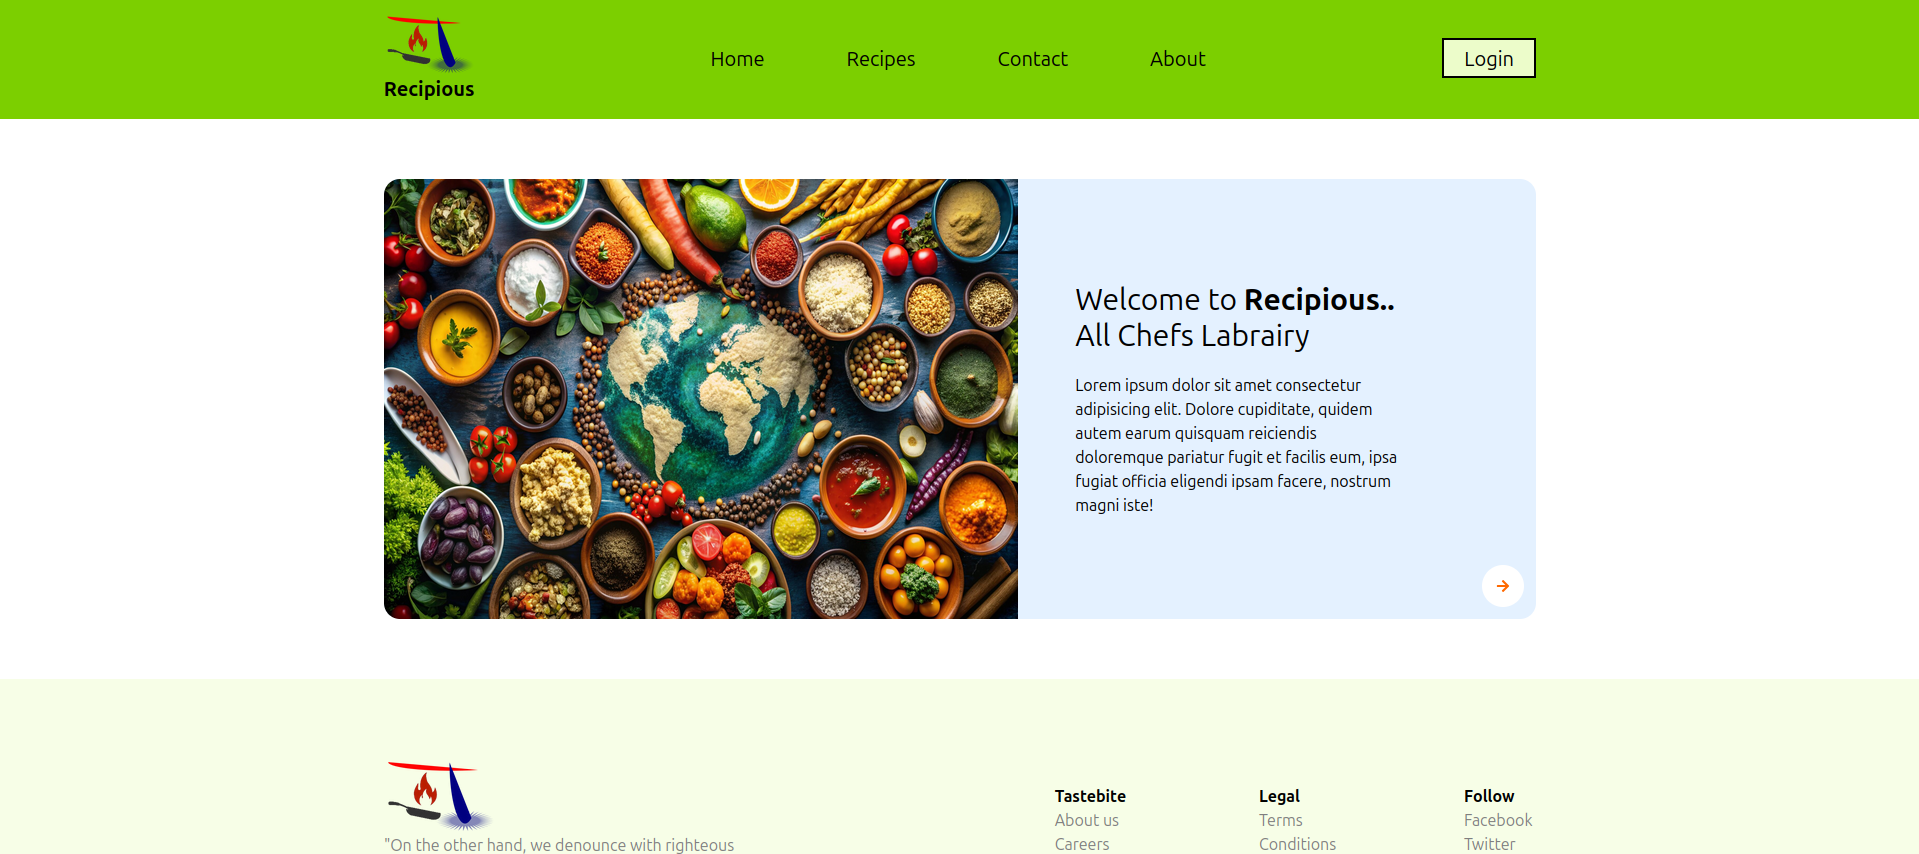 Recipious
Home
Recipes
Contact
About
Login
Welcome to Recipious..
All Chefs Labrairy
Lorem ipsum dolor sit amet consectetur
adipisicing elit. Dolore cupiditate, quidem
autem earum quisquam reiciendis
doloremque pariatur fugit et facilis eum, ipsa
fugiat officia eligendi ipsam facere, nostrum
magni iste!
"On the other hand, we denounce with righteous
Tastebite
About us
Careers
Legal
Terms
Conditions
Follow
Facebook
Twitter